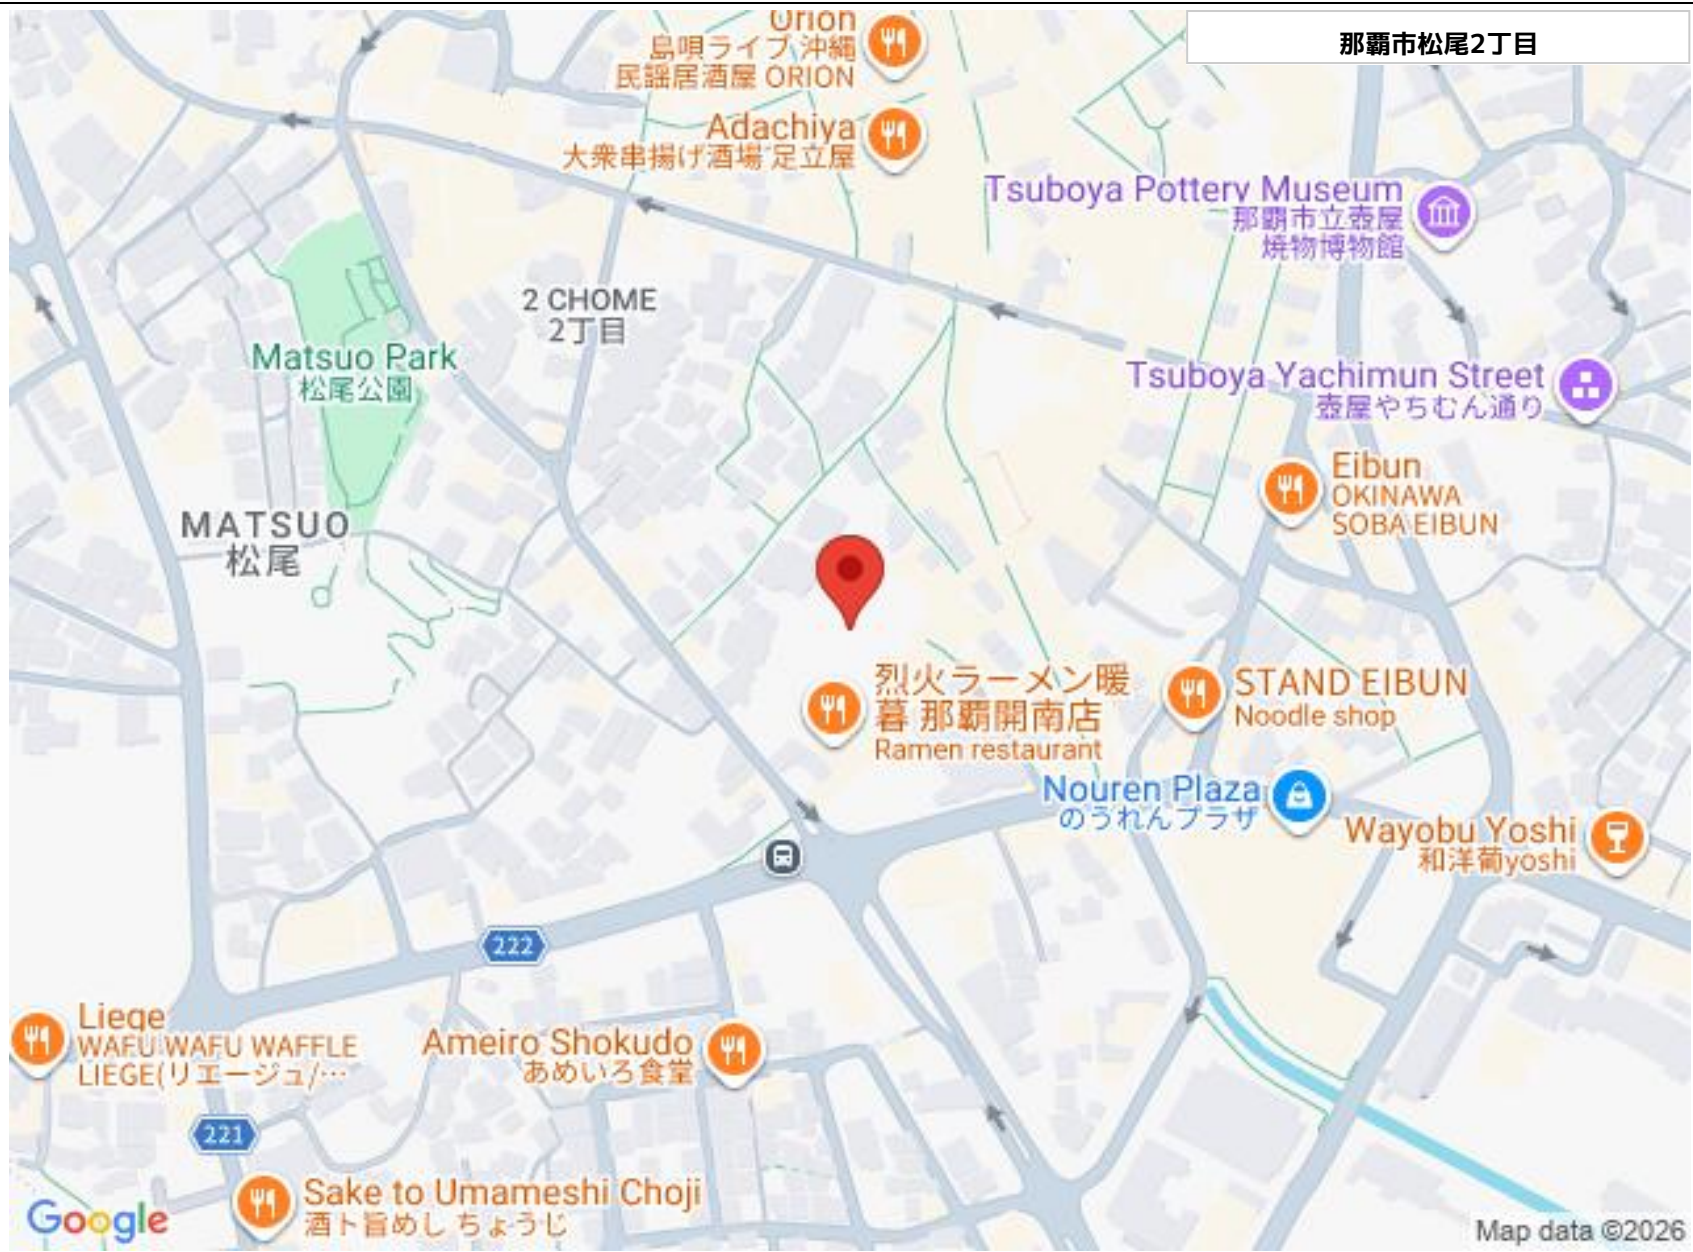 那覇市松尾2丁目
Orion
島唄ライブ 沖縄
民謡居酒屋 ORION
Adachiya
大衆串揚げ酒場 足立屋
Tsuboya Pottery Museum
那覇市立壺屋
焼物博物館
2 CHOME
2丁目
Matsuo Park
松尾公園
Tsuboya Yachimun Street
壺屋やちむん通り
Eibun
OKINAWA
SOBA EIBUN
MATSUO
松尾
烈火ラーメン暖
暮 那覇開南店
Ramen restaurant
STAND EIBUN
Noodle shop
Nouren Plaza
のうれんプラザ
Wayobu Yoshi
和洋葡yoshi
222
Liege
WAFU WAFU WAFFLE
LIEGE(リエージュ/…
Ameiro Shokudo
あめいろ食堂
221
Sake to Umameshi Choji
酒ト旨めし ちょうじ
Google
Map data ©2026